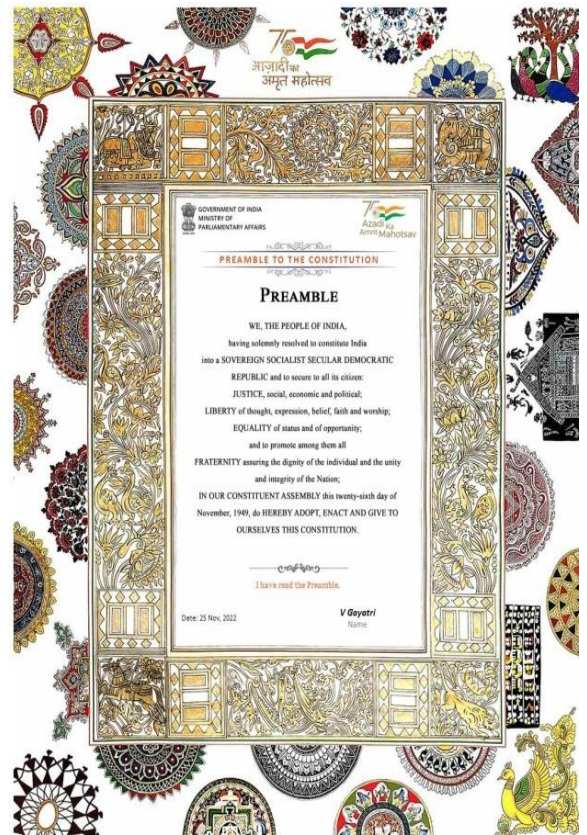 75
आज़ादी का
अमृत महोत्सव
GOVERNMENT OF INDIA
MINISTRY OF
PARLIAMENTARY AFFAIRS
75
Azadi Ka
Amrit Mahotsav
PREAMBLE TO THE CONSTITUTION
PREAMBLE
WE, THE PEOPLE OF INDIA,
having solemnly resolved to constitute India
into a SOVEREIGN SOCIALIST SECULAR DEMOCRATIC
REPUBLIC and to secure to all its citizen:
JUSTICE, social, economic and political;
LIBERTY of thought, expression, belief, faith and worship;
EQUALITY of status and of opportunity;
and to promote among them all
FRATERNITY assuring the dignity of the individual and the unity
and integrity of the Nation;
IN OUR CONSTITUENT ASSEMBLY this twenty-sixth day of
November, 1949, do HEREBY ADOPT, ENACT AND GIVE TO
OURSELVES THIS CONSTITUTION.
I have read the Preamble.
Date: 25 Nov, 2022
V Gayatri
Name